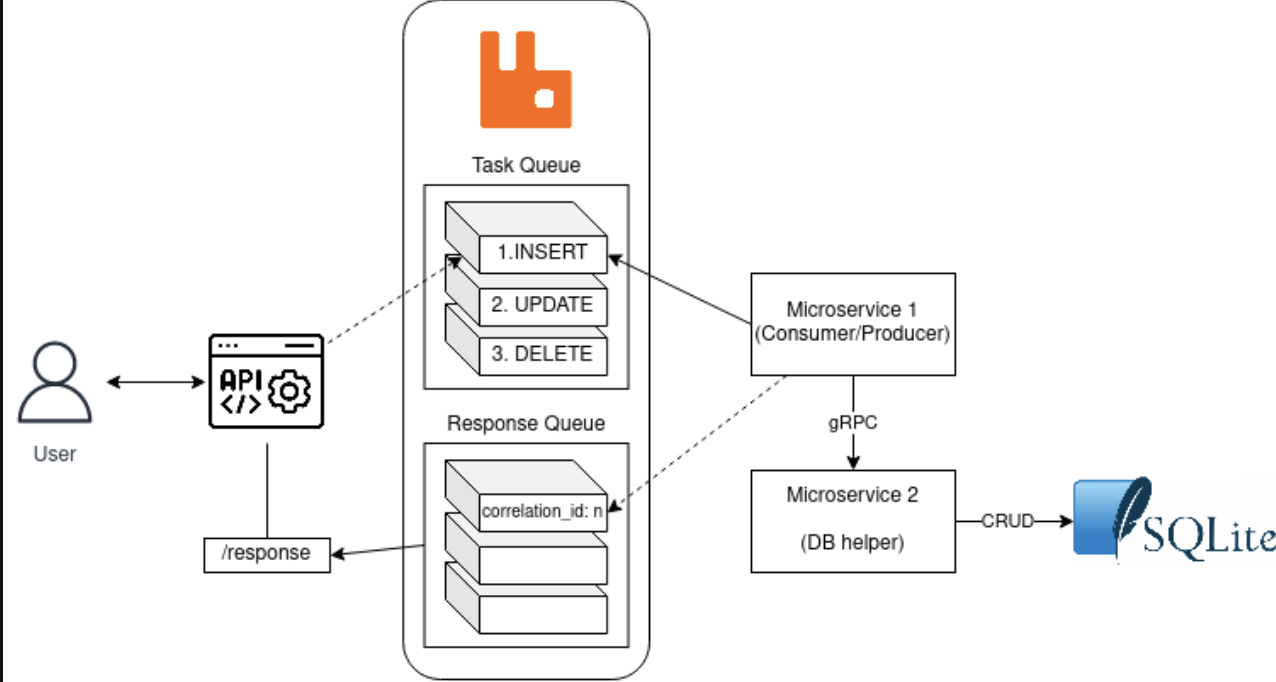 Task Queue
1.INSERT
2. UPDATE
3. DELETE
Microservice 1
(Consumer/Producer)
API
</>
User
Response Queue
gRPC
correlation_id: n
Microservice 2
(DB helper)
CRUD
SQLite
/response